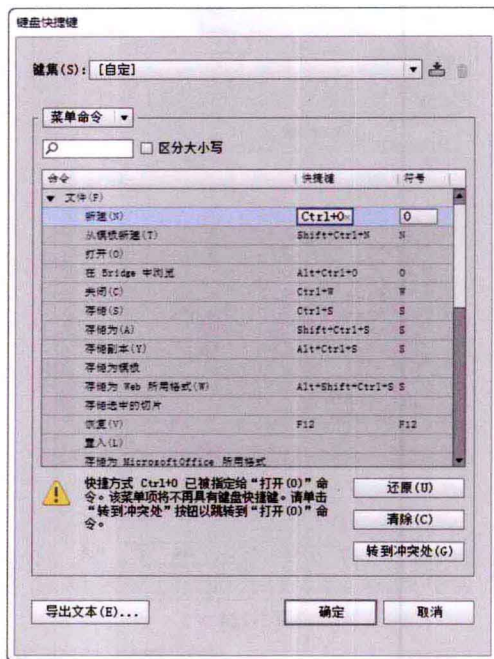 键盘快捷键
键集(S): [自定]
菜单命令
区分大小写
命令 快捷键 符号
文件(F)
新建(N) Ctrl+O O
从模板新建(T) Shift+Ctrl+N N
打开(O)
在 Bridge 中浏览 Alt+Ctrl+O O
关闭(C) Ctrl+W W
存储(S) Ctrl+S S
存储为(A) Shift+Ctrl+S S
存储副本(Y) Alt+Ctrl+S S
存储为模板
存储为 Web 所用格式(W) Alt+Shift+Ctrl+S S
存储选中的切片
恢复(V) F12 F12
置入(L)
存储为 MicrosoftOffice 所用格式
快捷方式 Ctrl+O 已被指定给“打开(O)”命
令。该菜单项将不再具有键盘快捷键。请单击
“转到冲突处”按钮以跳转到“打开(O)”命
令。
还原(U)
清除(C)
转到冲突处(G)
导出文本(E)... 确定 取消